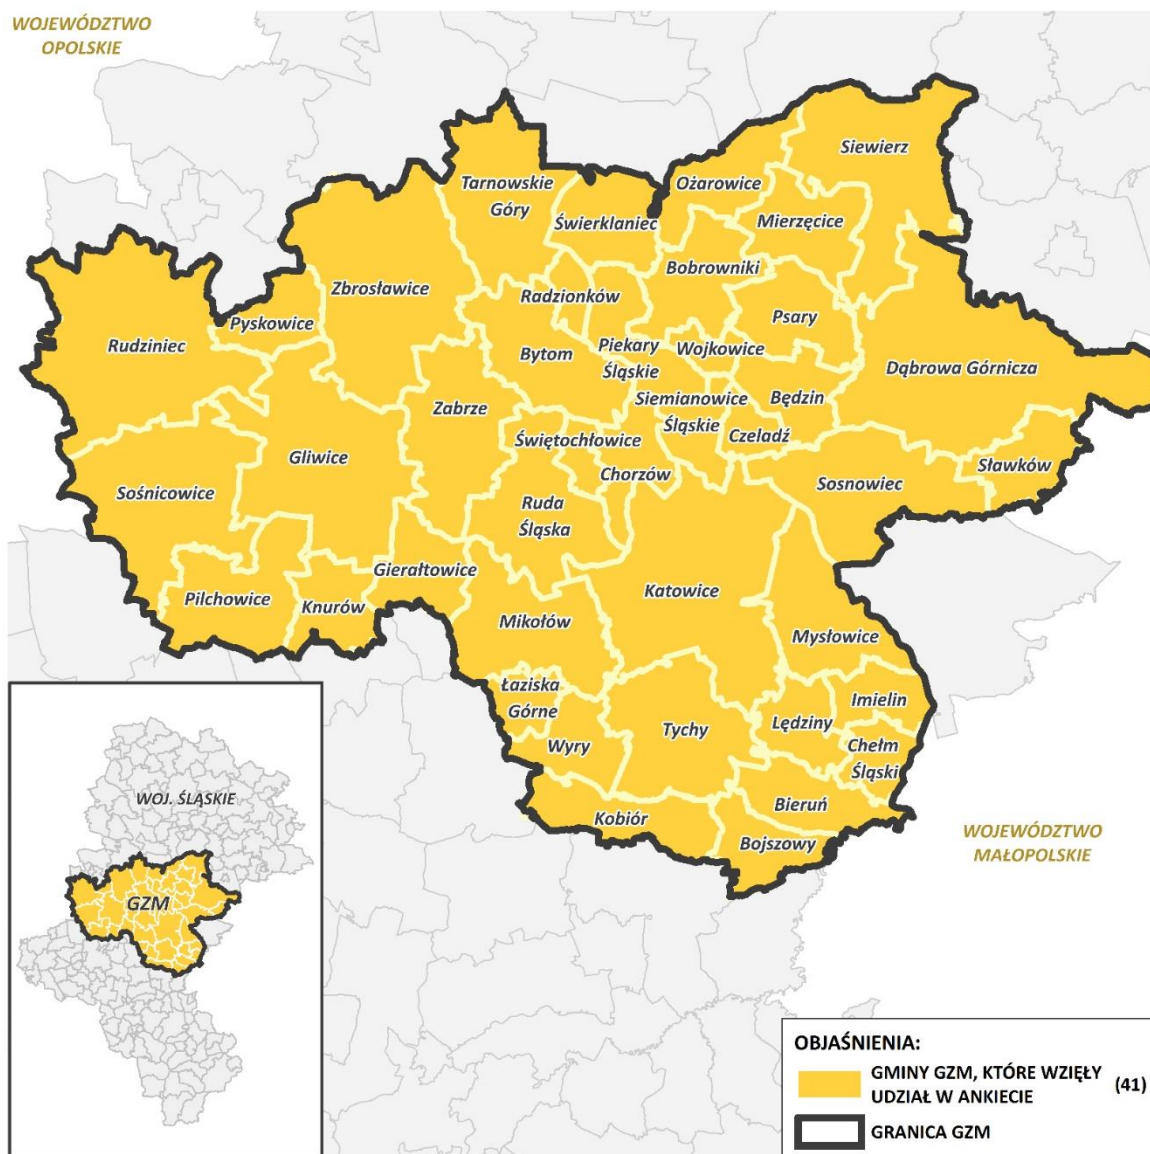 WOJEWÓDZTWO
OPOLSKIE
Siewierz
Tarnowskie
Góry
Ożarowice
Świerklaniec
Mierzęcice
Bobrowniki
Zbrosławice
Radzionków
Pyskowice
Psary
Rudziniec
Bytom
Piekary
Śląskie
Wojkowice
Dąbrowa Górnicza
Zabrze
Siemianowice
Śląskie
Będzin
Świętochłowice
Czeladź
Gliwice
Chorzów
Sławków
Sośnicowice
Sosnowiec
Ruda
Śląska
Gierałtowice
Pilchowice
Knurów
Katowice
Mikołów
Mysłowice
Łaziska
Górne
Imielin
Tychy
Lędziny
Wyry
Chełm
Śląski
Bieruń
Kobiór
Bojszowy
WOJEWÓDZTWO
MAŁOPOLSKIE
WOJ. ŚLĄSKIE
GZM
OBJAŚNIENIA:
GMINY GZM, KTÓRE WZIĘŁY
UDZIAŁ W ANKIECIE (41)
GRANICA GZM